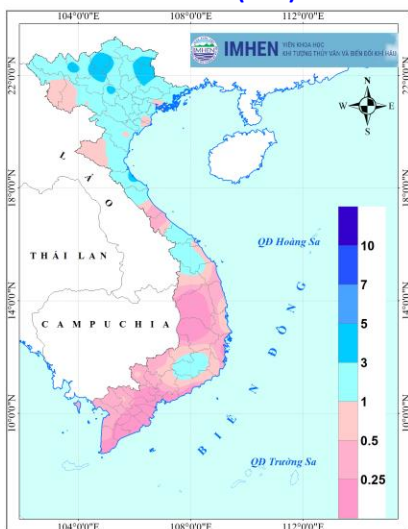 104°0'0"E 108°0'0"E 112°0'0"E
IMHEN VIỆN KHOA HỌC
KHÍ TƯỢNG THỦY VĂN VÀ BIẾN ĐỔI KHÍ HẬU
22°0'0"N
N
W E
S
LÀO
18°0'0"N
QĐ Hoàng Sa
THÁI LAN
10
7
14°0'0"N
CAMPUCHIA
5
3
BIỂN ĐÔNG
1
10°0'0"N
0.5
QĐ Trường Sa
0.25
104°0'0"E 108°0'0"E 112°0'0"E